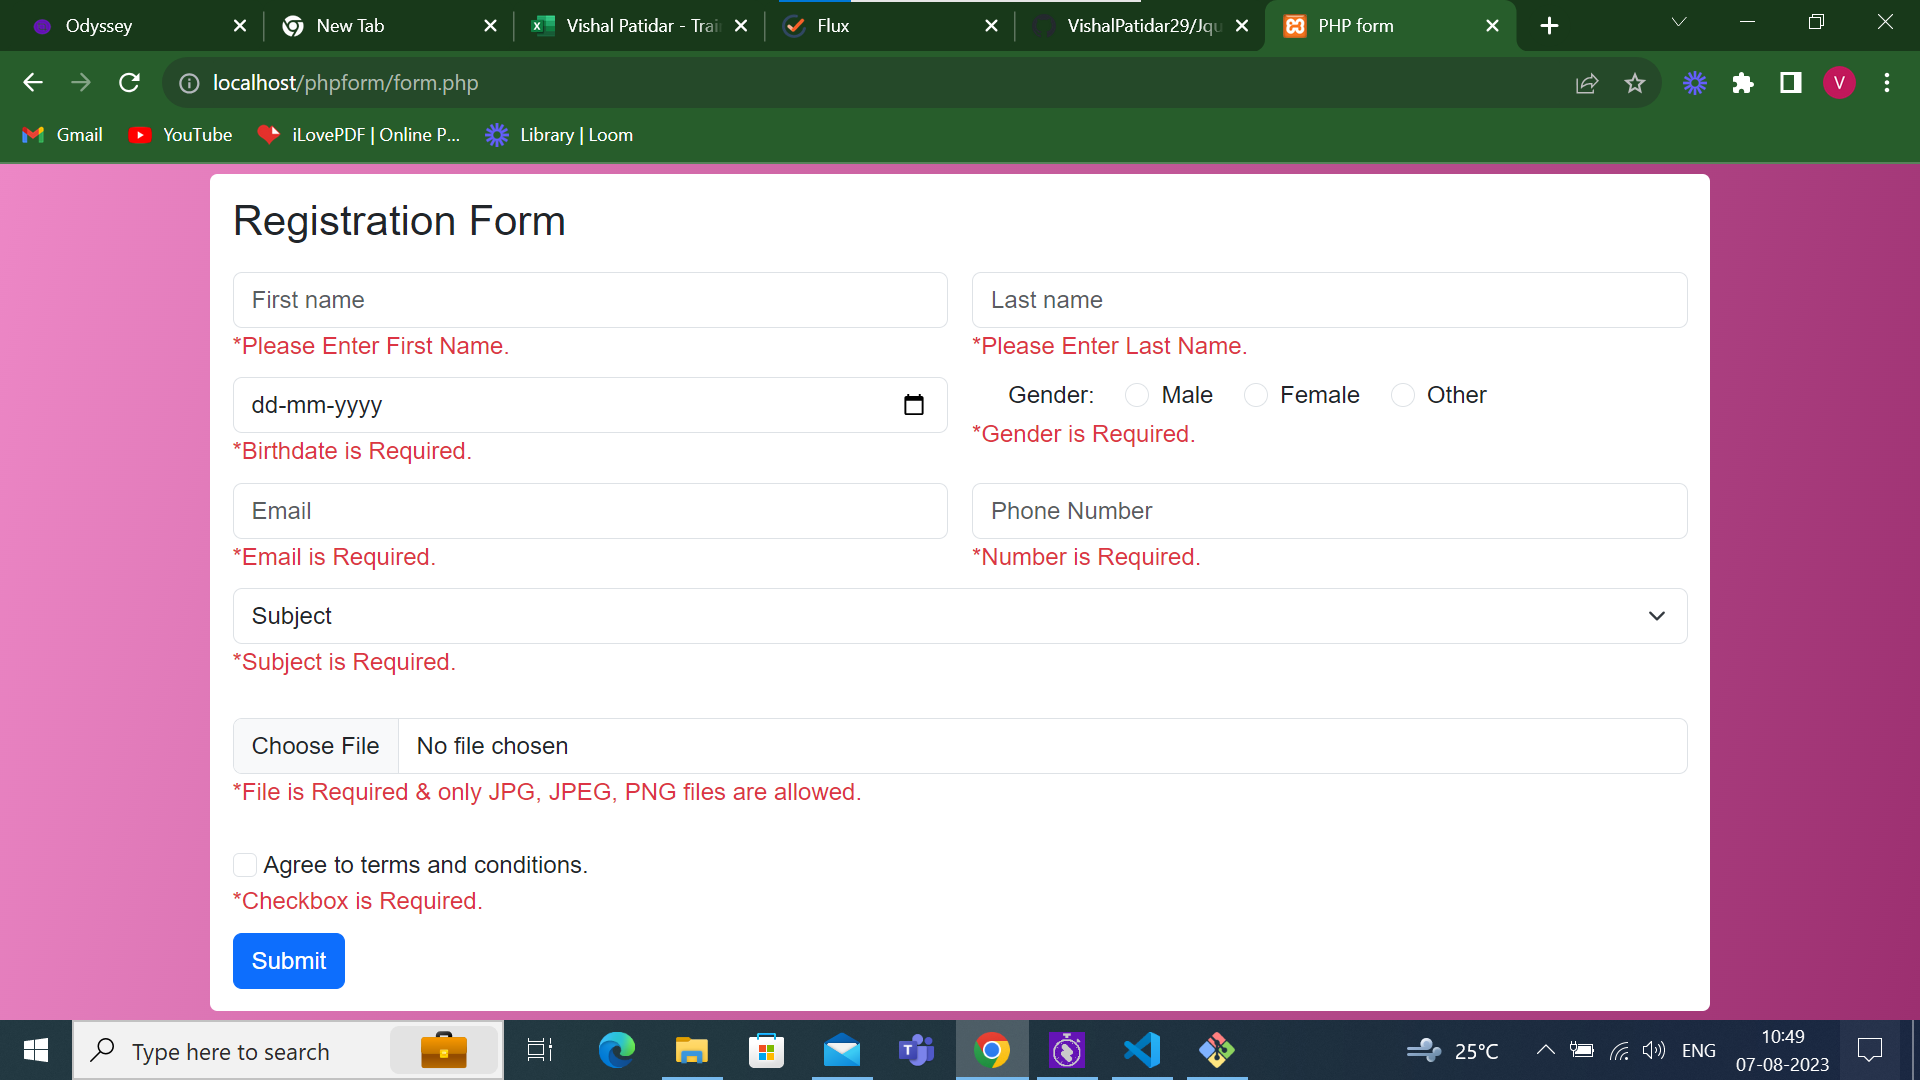 Odyssey
New Tab
Vishal Patidar - Trai
Flux
VishalPatidar29/Jqu
PHP form
localhost/phpform/form.php
V
Gmail
YouTube
iLovePDF | Online P...
Library | Loom
Registration Form
First name
Last name
*Please Enter First Name.
*Please Enter Last Name.
dd-mm-yyyy
Gender: Male Female Other
*Birthdate is Required.
*Gender is Required.
Email
Phone Number
*Email is Required.
*Number is Required.
Subject
*Subject is Required.
Choose File No file chosen
*File is Required & only JPG, JPEG, PNG files are allowed.
Agree to terms and conditions.
*Checkbox is Required.
Submit
Type here to search
25°C
ENG
10:49
07-08-2023